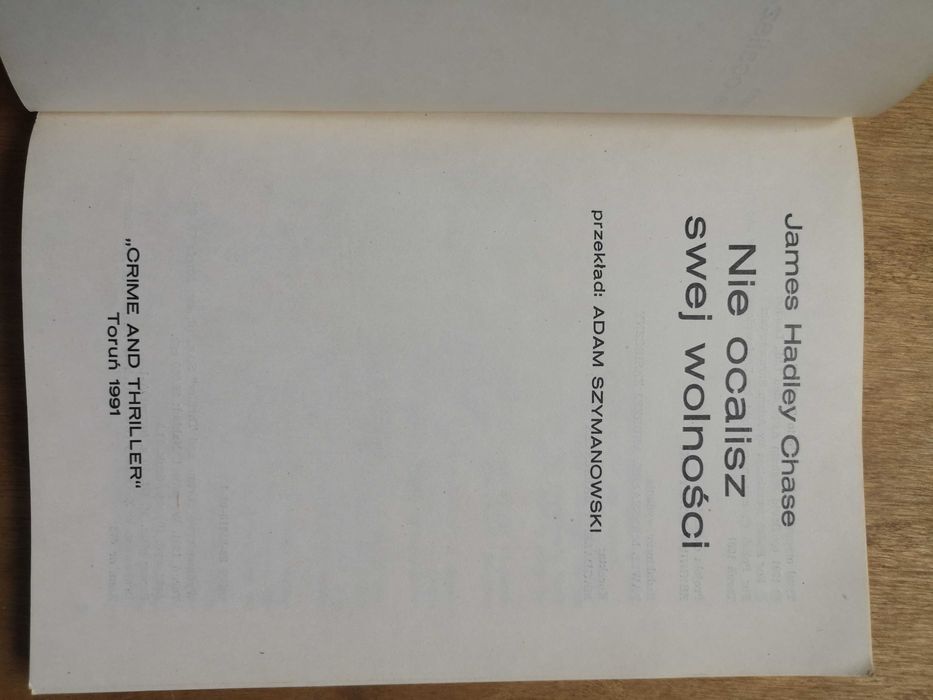 James Hadley Chase
Nie ocalisz
swej wolności
przekład: ADAM SZYMANOWSKI
„CRIME AND THRILLER“
Toruń 1991